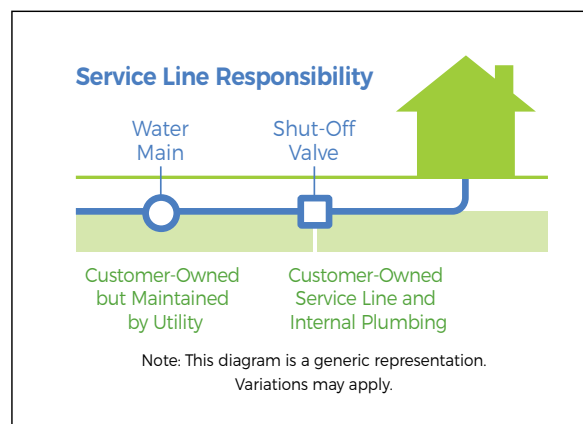 Service Line Responsibility
Water
Main
Shut-Off
Valve
Customer-Owned
but Maintained
by Utility
Customer-Owned
Service Line and
Internal Plumbing
Note: This diagram is a generic representation.
Variations may apply.